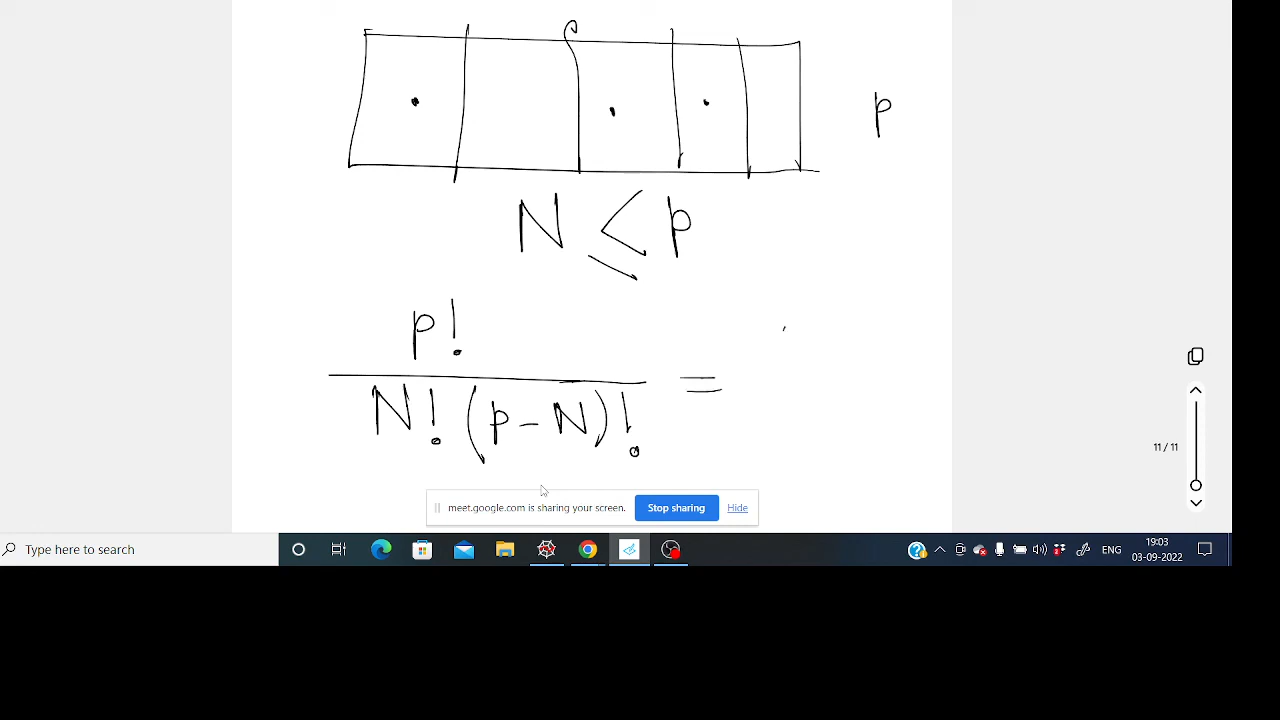 p
N ≤ p
p!
N! (p - N)! =
11 / 11
meet.google.com is sharing your screen. Stop sharing Hide
Type here to search
ENG
19:03
03-09-2022